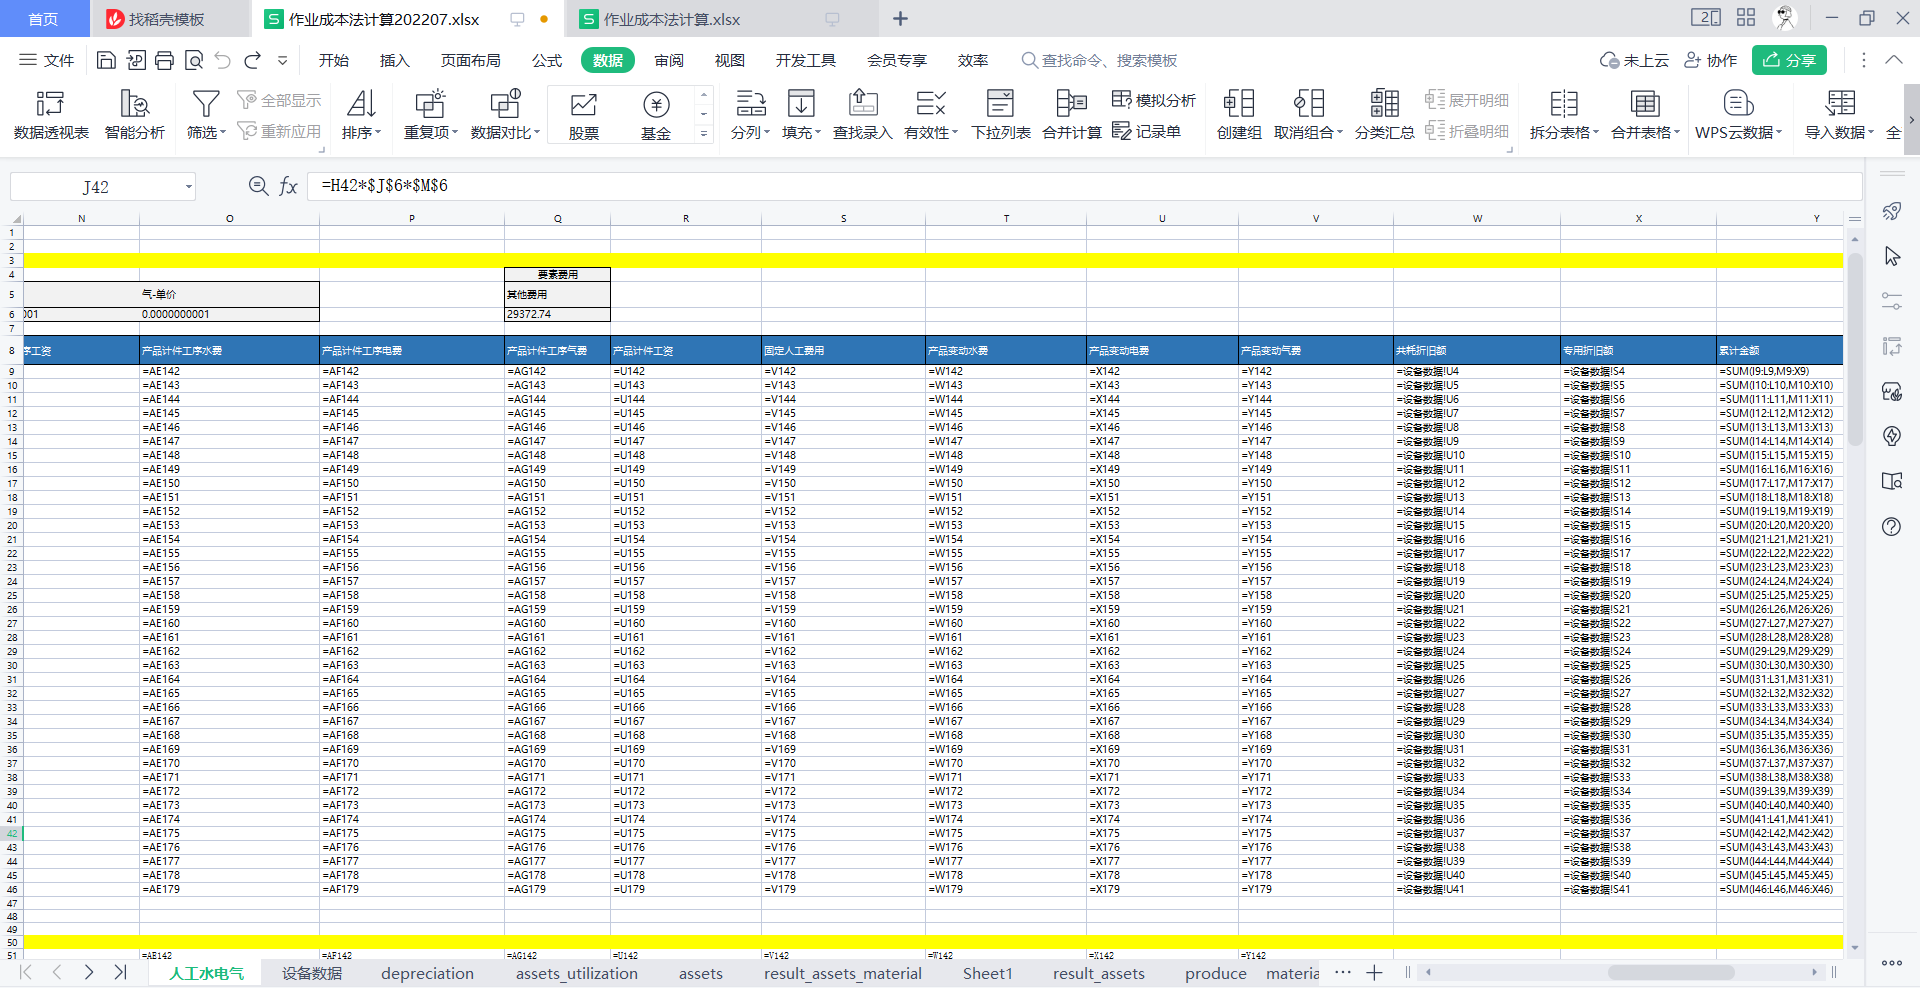 首页 找稻壳模板 作业成本法计算202207.xlsx 作业成本法计算.xlsx
文件 开始 插入 页面布局 公式 数据 审阅 视图 开发工具 会员专享 效率 查找命令、搜索模板 未上云 协作 分享
全部显示 模拟分析 展开明细
重新应用 记录单 折叠明细
数据透视表 智能分析 筛选 排序 重复项 数据对比 股票 基金 分列 填充 查找录入 有效性 下拉列表 合并计算 创建组 取消组合 分类汇总 拆分表格 合并表格 WPS云数据 导入数据 全
J42 fx =H42*$J$6*$M$6
N O P Q R S T U V W X Y
1
2
3
4 要素费用
5 气-单价 其他费用
6 001 0.0000000001 29372.74
7
8 序工资 产品计件工序水费 产品计件工序电费 产品计件工序气费 产品计件工资 固定人工费用 产品变动水费 产品变动电费 产品变动气费 共耗折旧额 专用折旧额 累计金额
9 =AE142 =AF142 =AG142 =U142 =V142 =W142 =X142 =Y142 =设备数据!U4 =设备数据!S4 =SUM(I9:L9,M9:X9)
10 =AE143 =AF143 =AG143 =U143 =V143 =W143 =X143 =Y143 =设备数据!U5 =设备数据!S5 =SUM(I10:L10,M10:X10)
11 =AE144 =AF144 =AG144 =U144 =V144 =W144 =X144 =Y144 =设备数据!U6 =设备数据!S6 =SUM(I11:L11,M11:X11)
12 =AE145 =AF145 =AG145 =U145 =V145 =W145 =X145 =Y145 =设备数据!U7 =设备数据!S7 =SUM(I12:L12,M12:X12)
13 =AE146 =AF146 =AG146 =U146 =V146 =W146 =X146 =Y146 =设备数据!U8 =设备数据!S8 =SUM(I13:L13,M13:X13)
14 =AE147 =AF147 =AG147 =U147 =V147 =W147 =X147 =Y147 =设备数据!U9 =设备数据!S9 =SUM(I14:L14,M14:X14)
15 =AE148 =AF148 =AG148 =U148 =V148 =W148 =X148 =Y148 =设备数据!U10 =设备数据!S10 =SUM(I15:L15,M15:X15)
16 =AE149 =AF149 =AG149 =U149 =V149 =W149 =X149 =Y149 =设备数据!U11 =设备数据!S11 =SUM(I16:L16,M16:X16)
17 =AE150 =AF150 =AG150 =U150 =V150 =W150 =X150 =Y150 =设备数据!U12 =设备数据!S12 =SUM(I17:L17,M17:X17)
18 =AE151 =AF151 =AG151 =U151 =V151 =W151 =X151 =Y151 =设备数据!U13 =设备数据!S13 =SUM(I18:L18,M18:X18)
19 =AE152 =AF152 =AG152 =U152 =V152 =W152 =X152 =Y152 =设备数据!U14 =设备数据!S14 =SUM(I19:L19,M19:X19)
20 =AE153 =AF153 =AG153 =U153 =V153 =W153 =X153 =Y153 =设备数据!U15 =设备数据!S15 =SUM(I20:L20,M20:X20)
21 =AE154 =AF154 =AG154 =U154 =V154 =W154 =X154 =Y154 =设备数据!U16 =设备数据!S16 =SUM(I21:L21,M21:X21)
22 =AE155 =AF155 =AG155 =U155 =V155 =W155 =X155 =Y155 =设备数据!U17 =设备数据!S17 =SUM(I22:L22,M22:X22)
23 =AE156 =AF156 =AG156 =U156 =V156 =W156 =X156 =Y156 =设备数据!U18 =设备数据!S18 =SUM(I23:L23,M23:X23)
24 =AE157 =AF157 =AG157 =U157 =V157 =W157 =X157 =Y157 =设备数据!U19 =设备数据!S19 =SUM(I24:L24,M24:X24)
25 =AE158 =AF158 =AG158 =U158 =V158 =W158 =X158 =Y158 =设备数据!U20 =设备数据!S20 =SUM(I25:L25,M25:X25)
26 =AE159 =AF159 =AG159 =U159 =V159 =W159 =X159 =Y159 =设备数据!U21 =设备数据!S21 =SUM(I26:L26,M26:X26)
27 =AE160 =AF160 =AG160 =U160 =V160 =W160 =X160 =Y160 =设备数据!U22 =设备数据!S22 =SUM(I27:L27,M27:X27)
28 =AE161 =AF161 =AG161 =U161 =V161 =W161 =X161 =Y161 =设备数据!U23 =设备数据!S23 =SUM(I28:L28,M28:X28)
29 =AE162 =AF162 =AG162 =U162 =V162 =W162 =X162 =Y162 =设备数据!U24 =设备数据!S24 =SUM(I29:L29,M29:X29)
30 =AE163 =AF163 =AG163 =U163 =V163 =W163 =X163 =Y163 =设备数据!U25 =设备数据!S25 =SUM(I30:L30,M30:X30)
31 =AE164 =AF164 =AG164 =U164 =V164 =W164 =X164 =Y164 =设备数据!U26 =设备数据!S26 =SUM(I31:L31,M31:X31)
32 =AE165 =AF165 =AG165 =U165 =V165 =W165 =X165 =Y165 =设备数据!U27 =设备数据!S27 =SUM(I32:L32,M32:X32)
33 =AE166 =AF166 =AG166 =U166 =V166 =W166 =X166 =Y166 =设备数据!U28 =设备数据!S28 =SUM(I33:L33,M33:X33)
34 =AE167 =AF167 =AG167 =U167 =V167 =W167 =X167 =Y167 =设备数据!U29 =设备数据!S29 =SUM(I34:L34,M34:X34)
35 =AE168 =AF168 =AG168 =U168 =V168 =W168 =X168 =Y168 =设备数据!U30 =设备数据!S30 =SUM(I35:L35,M35:X35)
36 =AE169 =AF169 =AG169 =U169 =V169 =W169 =X169 =Y169 =设备数据!U31 =设备数据!S31 =SUM(I36:L36,M36:X36)
37 =AE170 =AF170 =AG170 =U170 =V170 =W170 =X170 =Y170 =设备数据!U32 =设备数据!S32 =SUM(I37:L37,M37:X37)
38 =AE171 =AF171 =AG171 =U171 =V171 =W171 =X171 =Y171 =设备数据!U33 =设备数据!S33 =SUM(I38:L38,M38:X38)
39 =AE172 =AF172 =AG172 =U172 =V172 =W172 =X172 =Y172 =设备数据!U34 =设备数据!S34 =SUM(I39:L39,M39:X39)
40 =AE173 =AF173 =AG173 =U173 =V173 =W173 =X173 =Y173 =设备数据!U35 =设备数据!S35 =SUM(I40:L40,M40:X40)
41 =AE174 =AF174 =AG174 =U174 =V174 =W174 =X174 =Y174 =设备数据!U36 =设备数据!S36 =SUM(I41:L41,M41:X41)
42 =AE175 =AF175 =AG175 =U175 =V175 =W175 =X175 =Y175 =设备数据!U37 =设备数据!S37 =SUM(I42:L42,M42:X42)
43 =AE176 =AF176 =AG176 =U176 =V176 =W176 =X176 =Y176 =设备数据!U38 =设备数据!S38 =SUM(I43:L43,M43:X43)
44 =AE177 =AF177 =AG177 =U177 =V177 =W177 =X177 =Y177 =设备数据!U39 =设备数据!S39 =SUM(I44:L44,M44:X44)
45 =AE178 =AF178 =AG178 =U178 =V178 =W178 =X178 =Y178 =设备数据!U40 =设备数据!S40 =SUM(I45:L45,M45:X45)
46 =AE179 =AF179 =AG179 =U179 =V179 =W179 =X179 =Y179 =设备数据!U41 =设备数据!S41 =SUM(I46:L46,M46:X46)
47
48
49
50
51 =AE142 =AF142 =AG142 =U142 =V142 =W142 =X142 =Y142
人工水电气 设备数据 depreciation assets_utilization assets result_assets_material Sheet1 result_assets produce materia